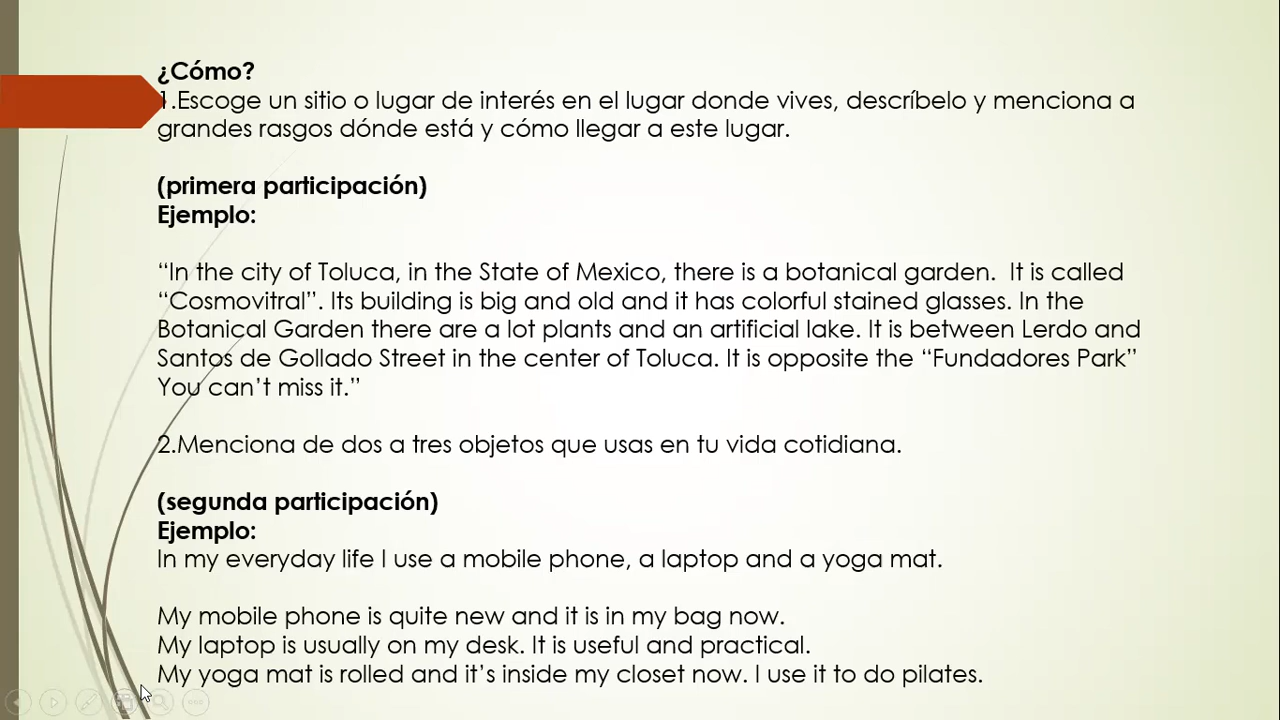 ¿Cómo?
1.Escoge un sitio o lugar de interés en el lugar donde vives, descríbelo y menciona a
grandes rasgos dónde está y cómo llegar a este lugar.
(primera participación)
Ejemplo:
“In the city of Toluca, in the State of Mexico, there is a botanical garden.  It is called
“Cosmovitral”. Its building is big and old and it has colorful stained glasses. In the
Botanical Garden there are a lot plants and an artificial lake. It is between Lerdo and
Santos de Gollado Street in the center of Toluca. It is opposite the “Fundadores Park”
You can’t miss it.”
2.Menciona de dos a tres objetos que usas en tu vida cotidiana.
(segunda participación)
Ejemplo:
In my everyday life I use a mobile phone, a laptop and a yoga mat.
My mobile phone is quite new and it is in my bag now.
My laptop is usually on my desk. It is useful and practical.
My yoga mat is rolled and it’s inside my closet now. I use it to do pilates.